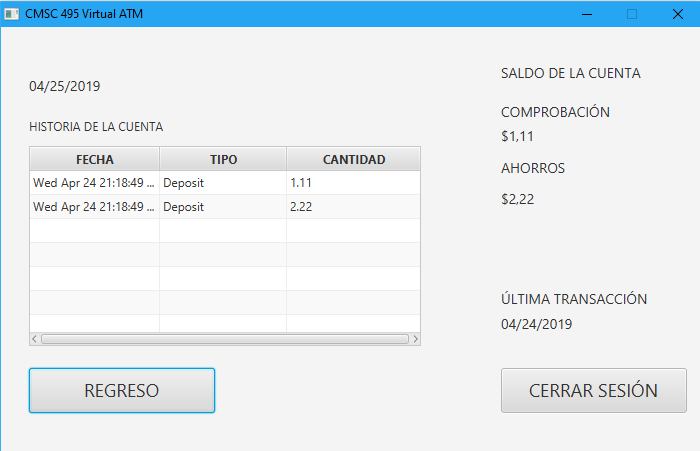 CMSC 495 Virtual ATM
04/25/2019
HISTORIA DE LA CUENTA
FECHA TIPO CANTIDAD
Wed Apr 24 21:18:49 ... Deposit 1.11
Wed Apr 24 21:18:49 ... Deposit 2.22
REGRESO
SALDO DE LA CUENTA
COMPROBACIÓN
$1,11
AHORROS
$2,22
ÚLTIMA TRANSACCIÓN
04/24/2019
CERRAR SESIÓN